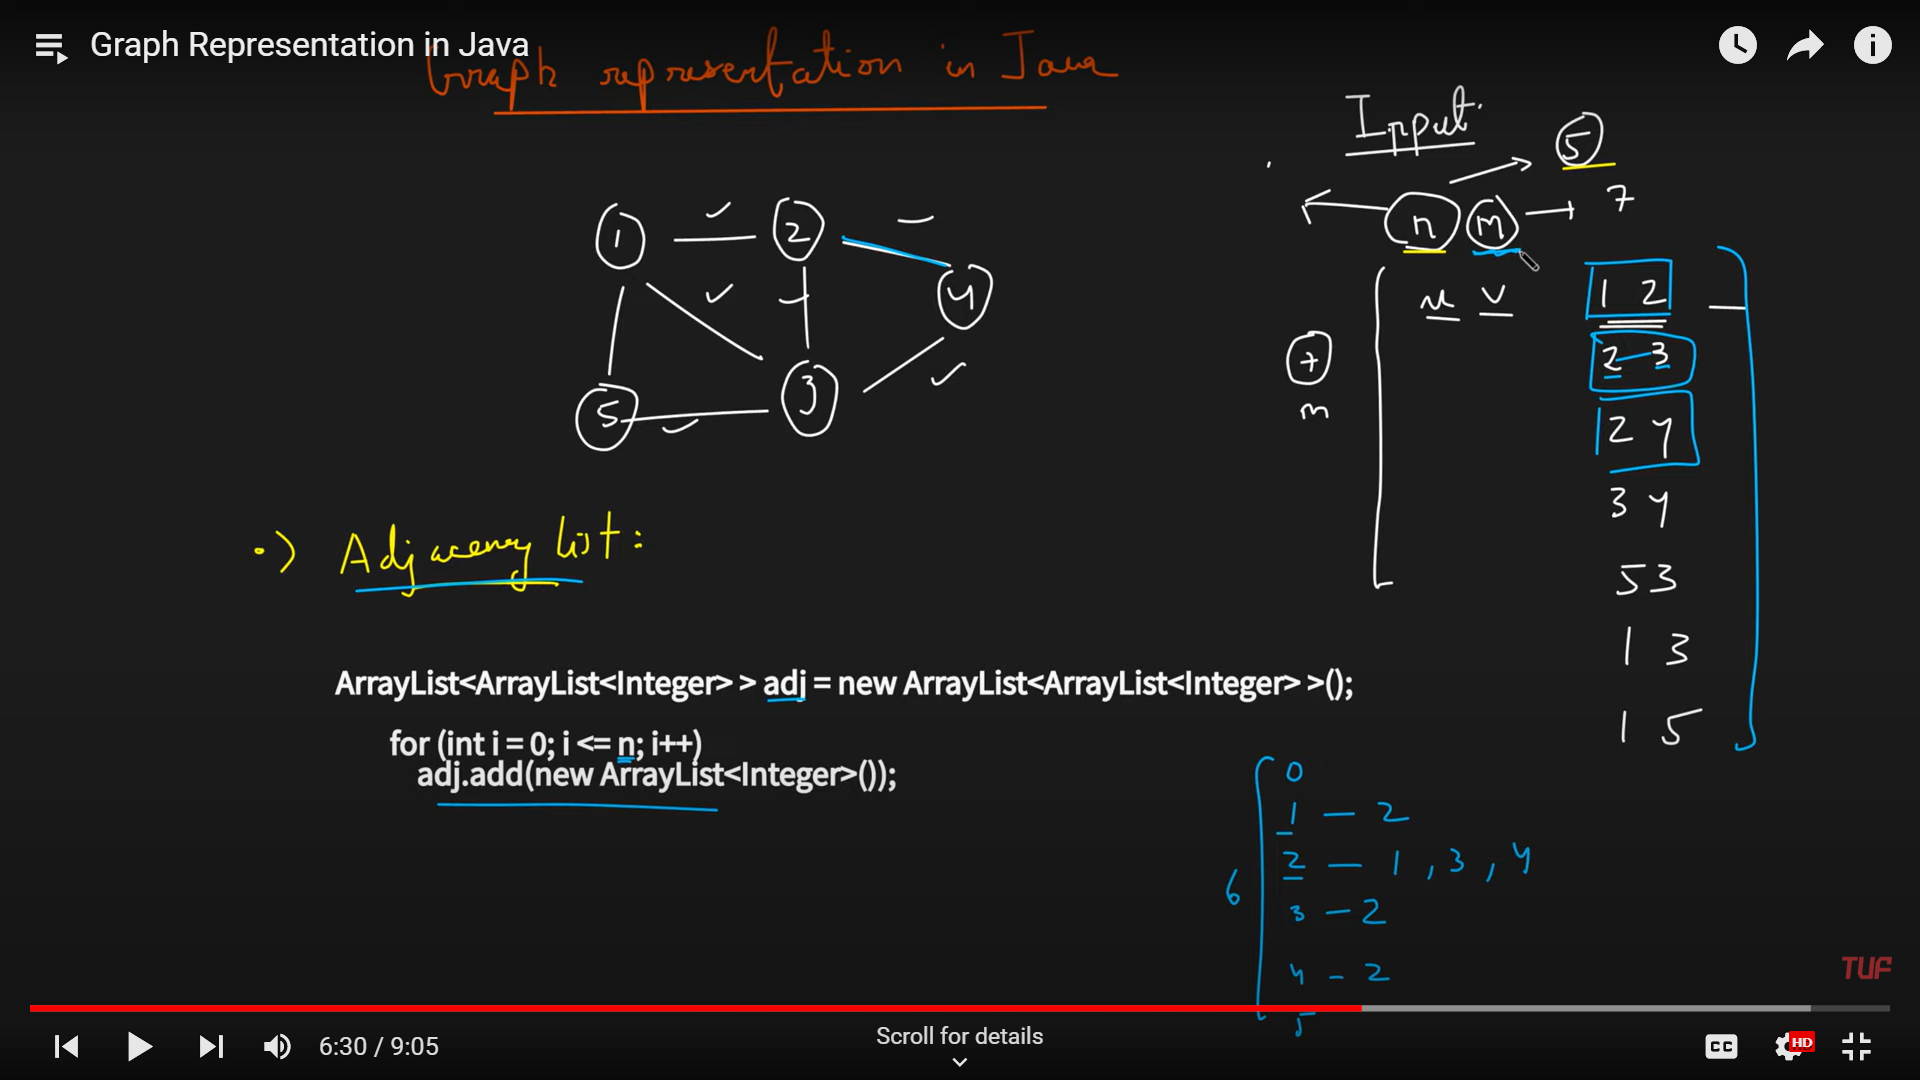 Graph Representation in Java
Graph representation in Java
Input
5
n m 7
u v
1 2
2 3
2 4
3 4
5 3
1 3
1 5
+
m
1
2
4
3
5
·) Adjacency list:
ArrayList<ArrayList<Integer> > adj = new ArrayList<ArrayList<Integer> >();
for (int i = 0; i <= n; i++)
adj.add(new ArrayList<Integer>());
6
0
1 – 2
2 – 1, 3, 4
3 – 2
4 – 2
5
TUF
6:30 / 9:05
Scroll for details
CC
HD